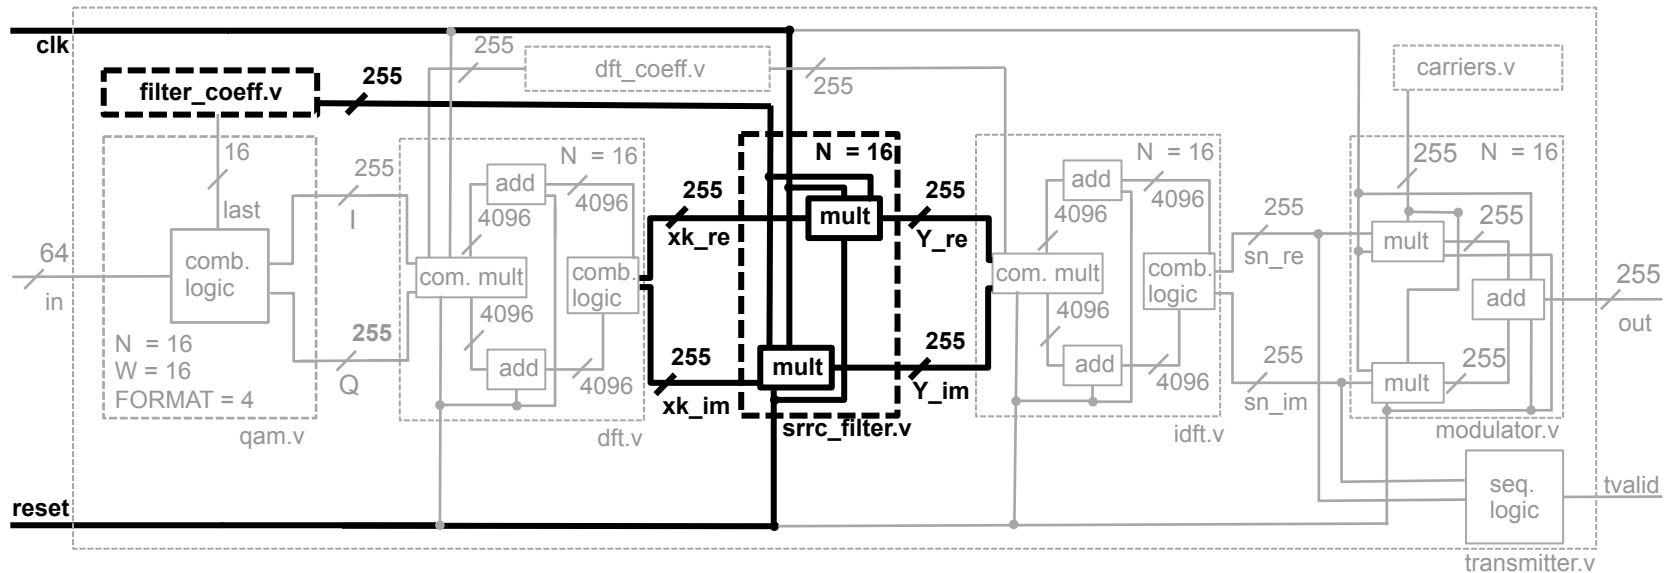 clk
filter_coeff.v
255
255
dft_coeff.v
255
carriers.v
16
last
64
in
comb.
logic
255
I
255
Q
N = 16
W = 16
FORMAT = 4
qam.v
N = 16
add
4096
4096
com. mult
comb.
logic
4096
add
4096
dft.v
255
xk_re
255
xk_im
N = 16
mult
mult
srrc_filter.v
255
Y_re
255
Y_im
N = 16
add
4096
4096
com. mult
comb.
logic
4096
add
4096
idft.v
255
sn_re
255
sn_im
255
N = 16
mult
255
add
mult
255
modulator.v
255
out
seq.
logic
tvalid
reset
transmitter.v